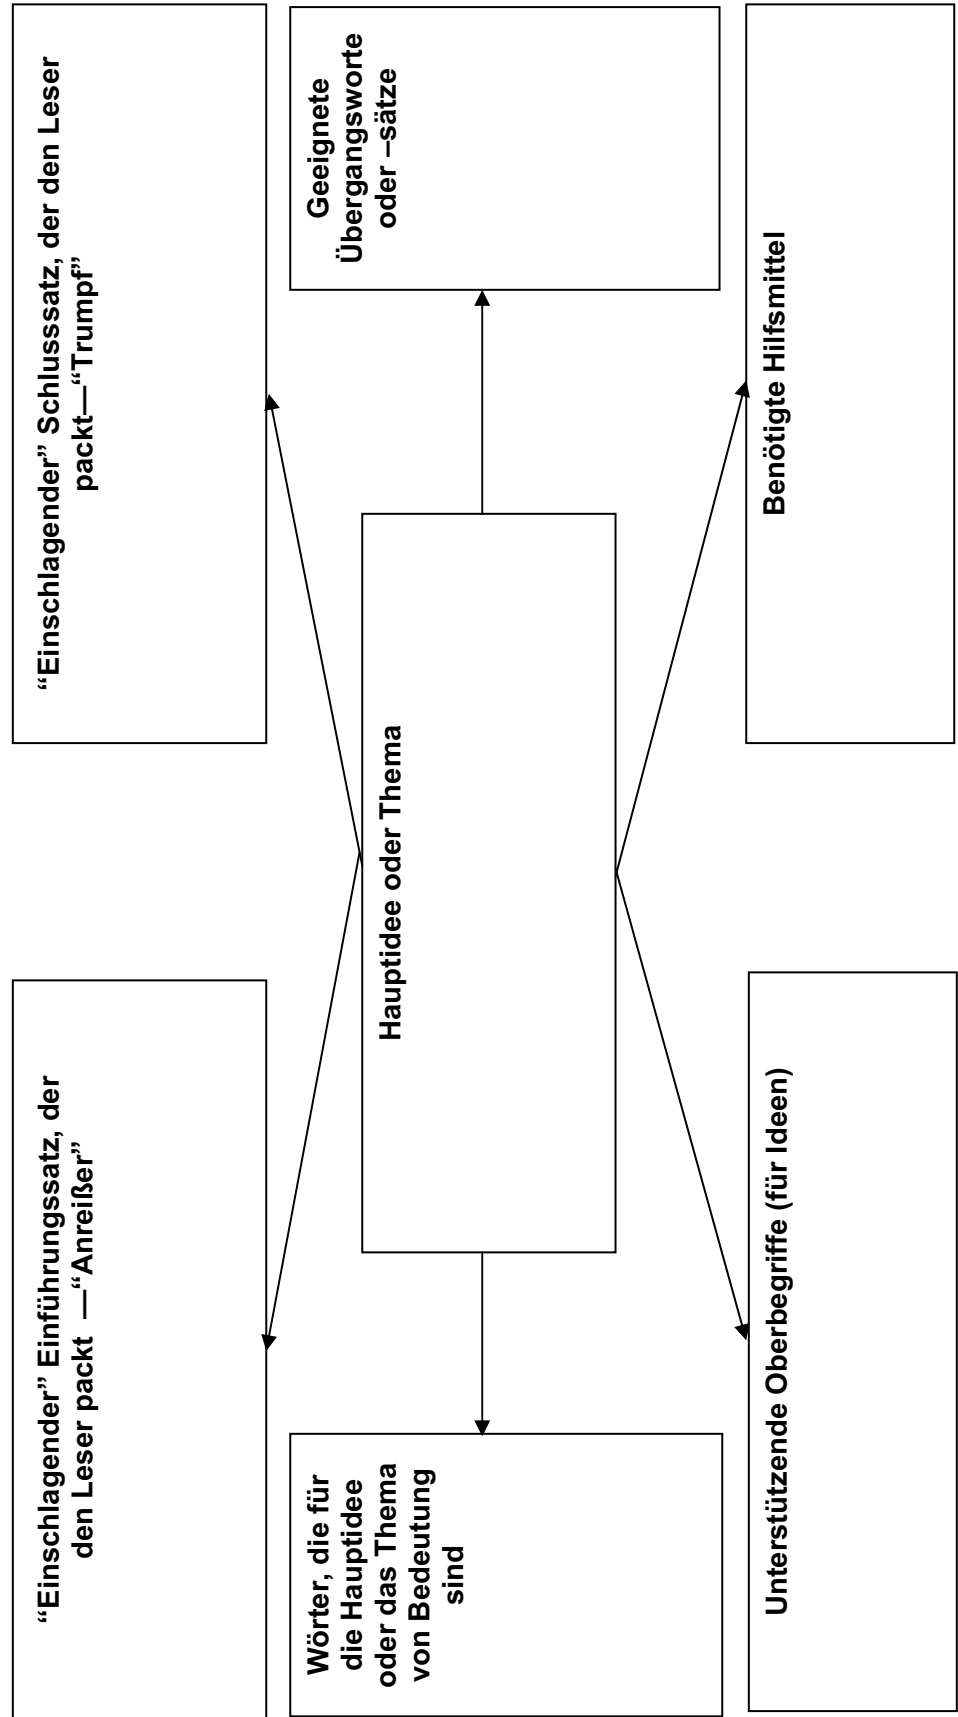 “Einschlagender” Einführungssatz, der
den Leser packt —“Anreißer”
“Einschlagender” Schlusssatz, der den Leser
packt—“Trumpf”
Wörter, die für
die Hauptidee
oder das Thema
von Bedeutung
sind
Hauptidee oder Thema
Geeignete
Übergangsworte
oder –sätze
Unterstützende Oberbegriffe (für Ideen)
Benötigte Hilfsmittel